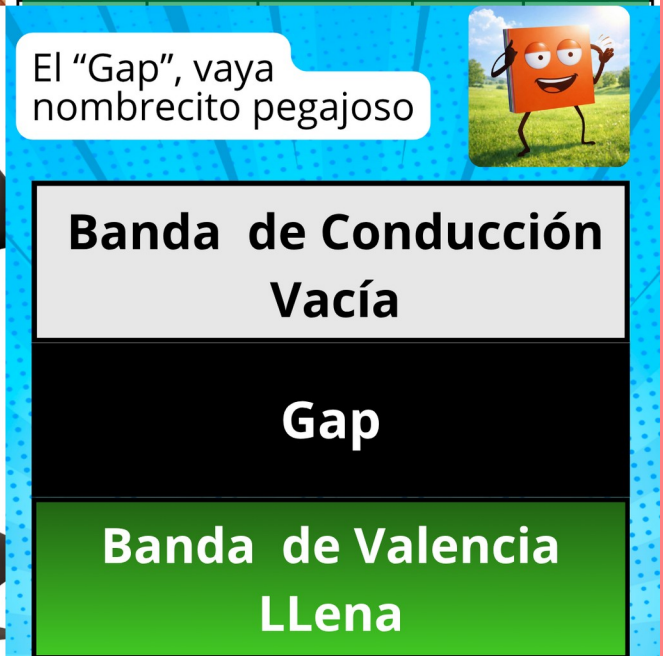 El “Gap”, vaya
nombrecito pegajoso
Banda de Conducción
Vacía
Gap
Banda de Valencia
LLena